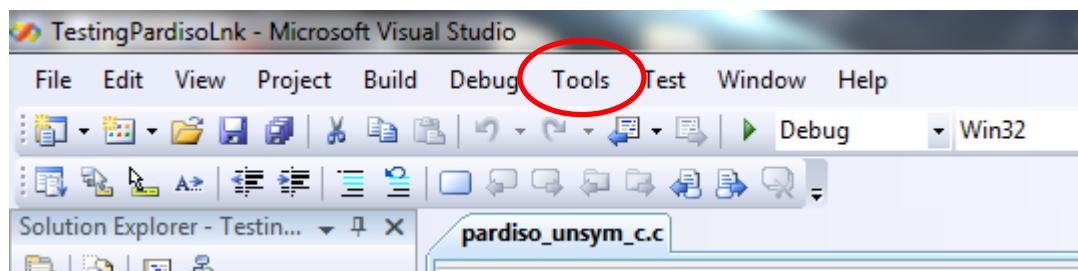 TestingPardisoLnk - Microsoft Visual Studio
File Edit View Project Build Debug Tools Test Window Help
Debug Win32
Solution Explorer - Testin...
pardiso_unsym_c.c